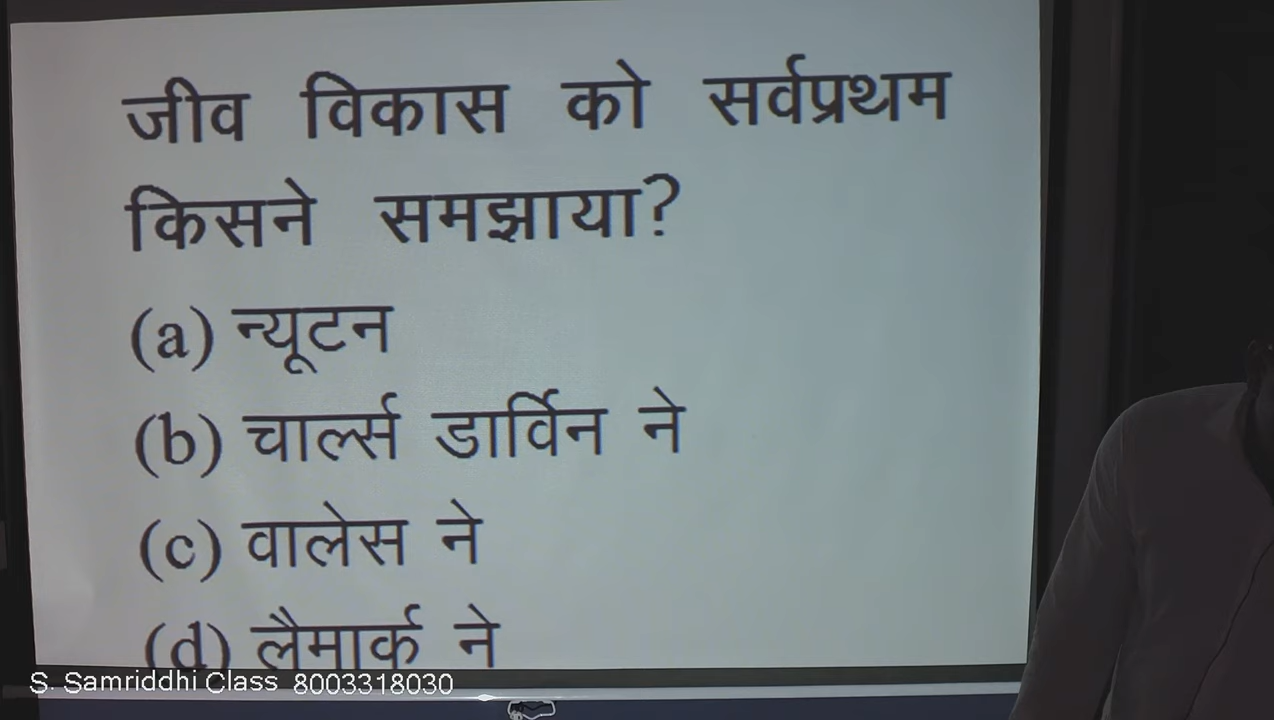 जीव विकास को सर्वप्रथम
किसने समझाया?
(a) न्यूटन
(b) चार्ल्स डार्विन ने
(c) वालेस ने
(d) लैमार्क ने
S. Samriddhi Class 8003318030